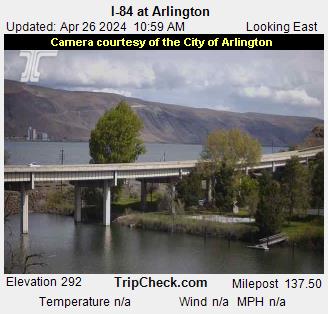 I-84 at Arlington
Updated: Apr 26 2024 10:59 AM Looking East
Camera courtesy of the City of Arlington
Elevation 292 TripCheck.com Milepost 137.50
Temperature n/a Wind n/a MPH n/a